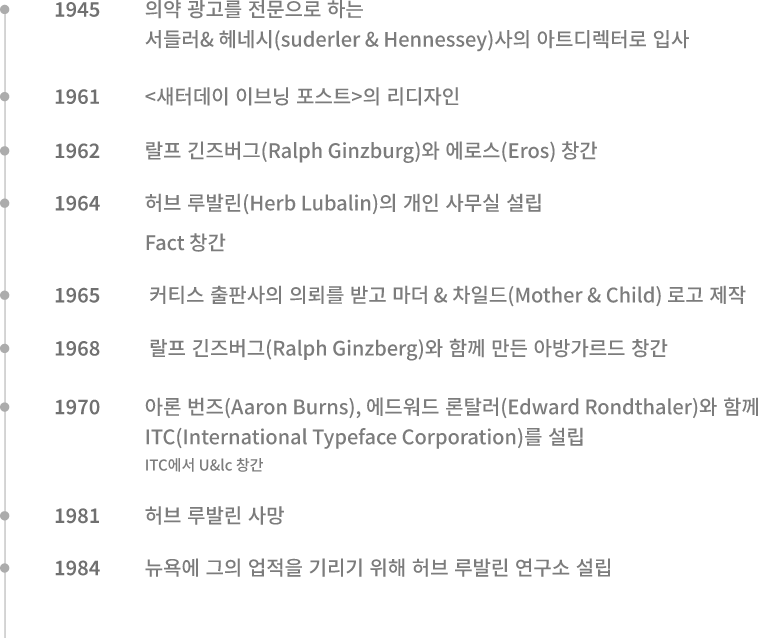 1945 의약 광고를 전문으로 하는
서들러& 헤네시(suderler & Hennessey)사의 아트디렉터로 입사
1961 <새터데이 이브닝 포스트>의 리디자인
1962 랄프 긴즈버그(Ralph Ginzburg)와 에로스(Eros) 창간
1964 허브 루발린(Herb Lubalin)의 개인 사무실 설립
Fact 창간
1965 커티스 출판사의 의뢰를 받고 마더 & 차일드(Mother & Child) 로고 제작
1968 랄프 긴즈버그(Ralph Ginzberg)와 함께 만든 아방가르드 창간
1970 아론 번즈(Aaron Burns), 에드워드 론탈러(Edward Rondthaler)와 함께
ITC(International Typeface Corporation)를 설립
ITC에서 U&lc 창간
1981 허브 루발린 사망
1984 뉴욕에 그의 업적을 기리기 위해 허브 루발린 연구소 설립